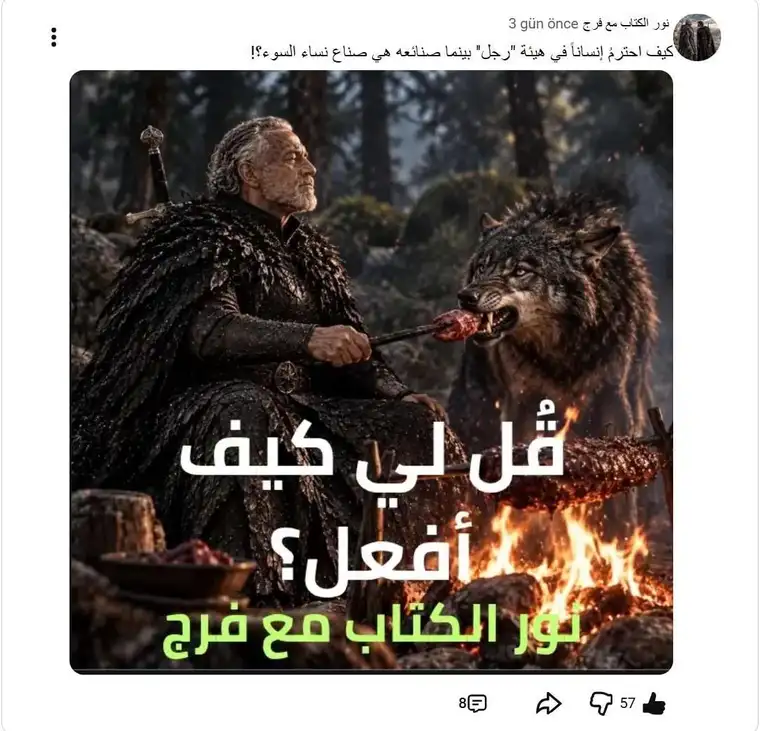 نور الكتاب مع فرج 3 gün önce
كيف احترمُ إنساناً في هيئة "رجل" بينما صنائعه هي صناع نساء السوء؟!
قُل لي كيف
أفعل؟
نور الكتاب مع فرج
57
8